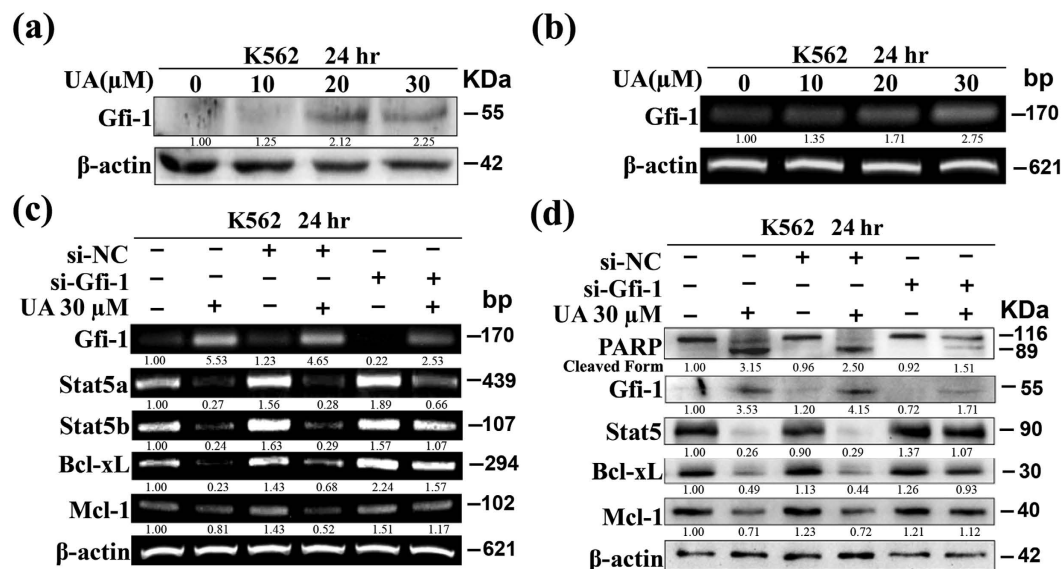 (a)
K562 24 hr
UA(μM) 0 10 20 30 KDa
Gfi-1 –55
1.00 1.25 2.12 2.25
β-actin –42
(b)
K562 24 hr
UA(μM) 0 10 20 30 bp
Gfi-1 –170
1.00 1.35 1.71 2.75
β-actin –621
(c)
K562 24 hr
si-NC – – + + – –
si-Gfi-1 – – – – + +
UA 30 μM – + – + – + bp
Gfi-1 –170
1.00 5.53 1.23 4.65 0.22 2.53
Stat5a –439
1.00 0.27 1.56 0.28 1.89 0.66
Stat5b –107
1.00 0.24 1.63 0.29 1.57 1.07
Bcl-xL –294
1.00 0.23 1.43 0.68 2.24 1.57
Mcl-1 –102
1.00 0.81 1.43 0.52 1.51 1.17
β-actin –621
(d)
K562 24 hr
si-NC – – + + – –
si-Gfi-1 – – – – + +
UA 30 μM – + – + – + KDa
–116
PARP –89
Cleaved Form 1.00 3.15 0.96 2.50 0.92 1.51
Gfi-1 –55
1.00 3.53 1.20 4.15 0.72 1.71
Stat5 –90
1.00 0.26 0.90 0.29 1.37 1.07
Bcl-xL –30
1.00 0.49 1.13 0.44 1.26 0.93
Mcl-1 –40
1.00 0.71 1.23 0.72 1.21 1.12
β-actin –42